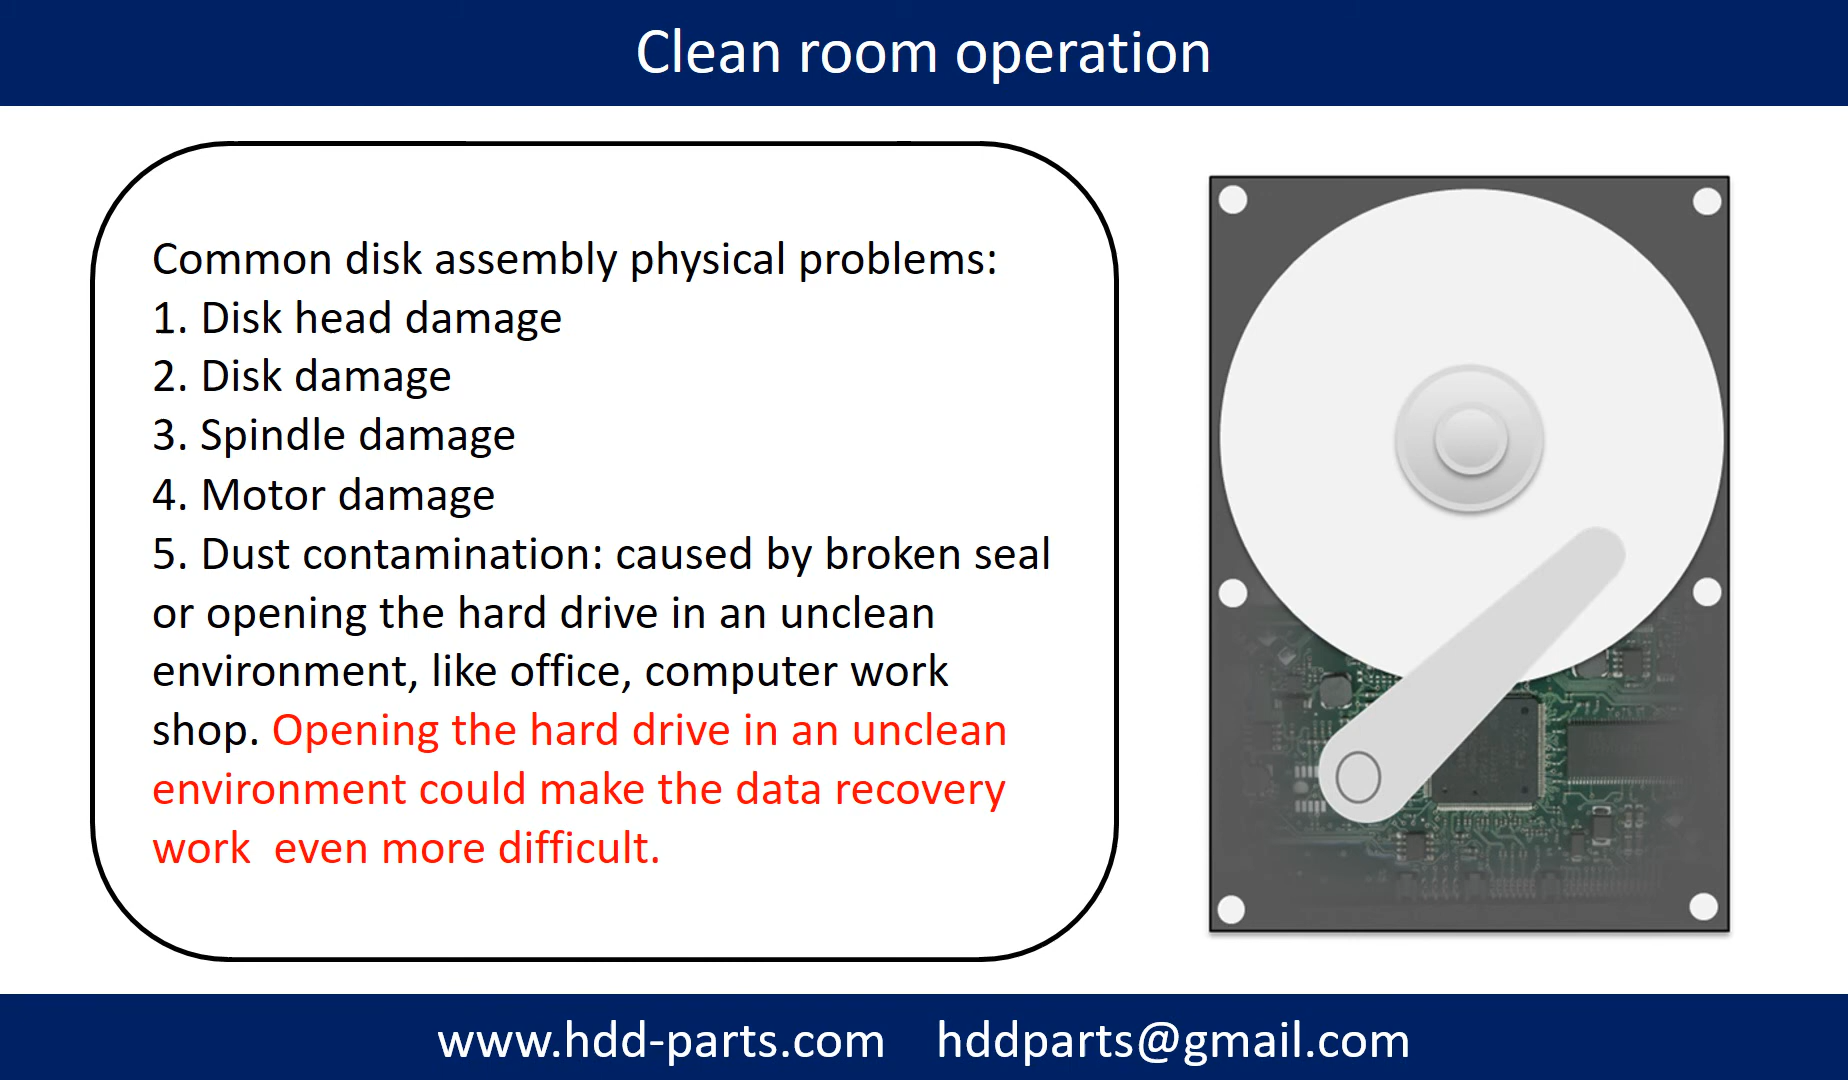 Clean room operation
Common disk assembly physical problems:
1. Disk head damage
2. Disk damage
3. Spindle damage
4. Motor damage
5. Dust contamination: caused by broken seal
or opening the hard drive in an unclean
environment, like office, computer work
shop. Opening the hard drive in an unclean
environment could make the data recovery
work  even more difficult.
www.hdd-parts.com    hddparts@gmail.com